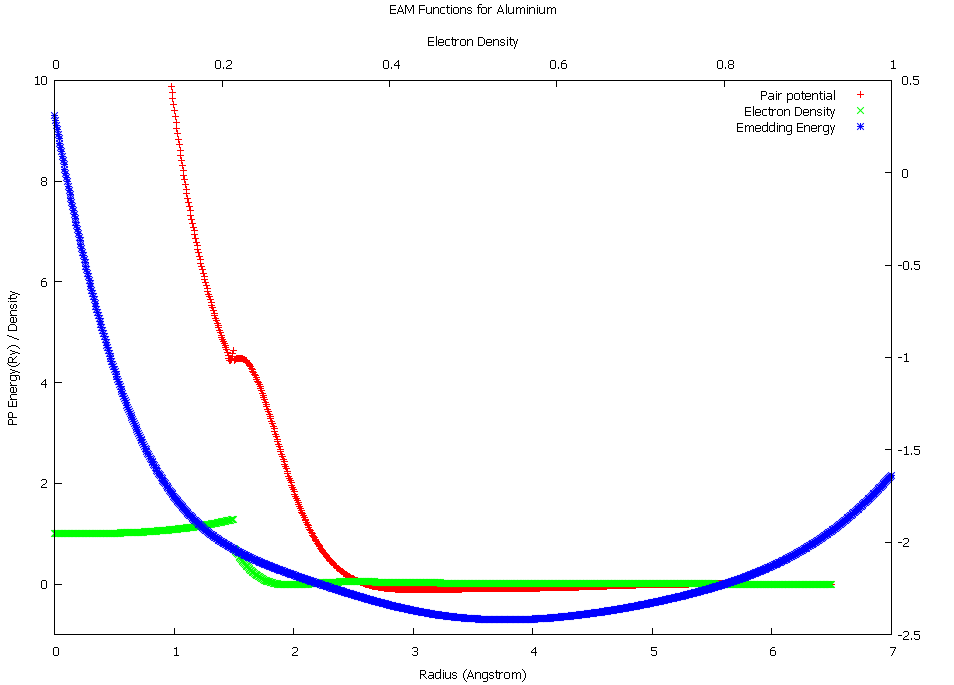 EAM Functions for Aluminium
Electron Density
0 0.2 0.4 0.6 0.8 1
10 0.5
Pair potential
Electron Density
Emedding Energy
8 0
-0.5
6
-1
4
-1.5
2
-2
0
-2.5
PP Energy(Ry) / Density
0 1 2 3 4 5 6 7
Radius (Angstrom)